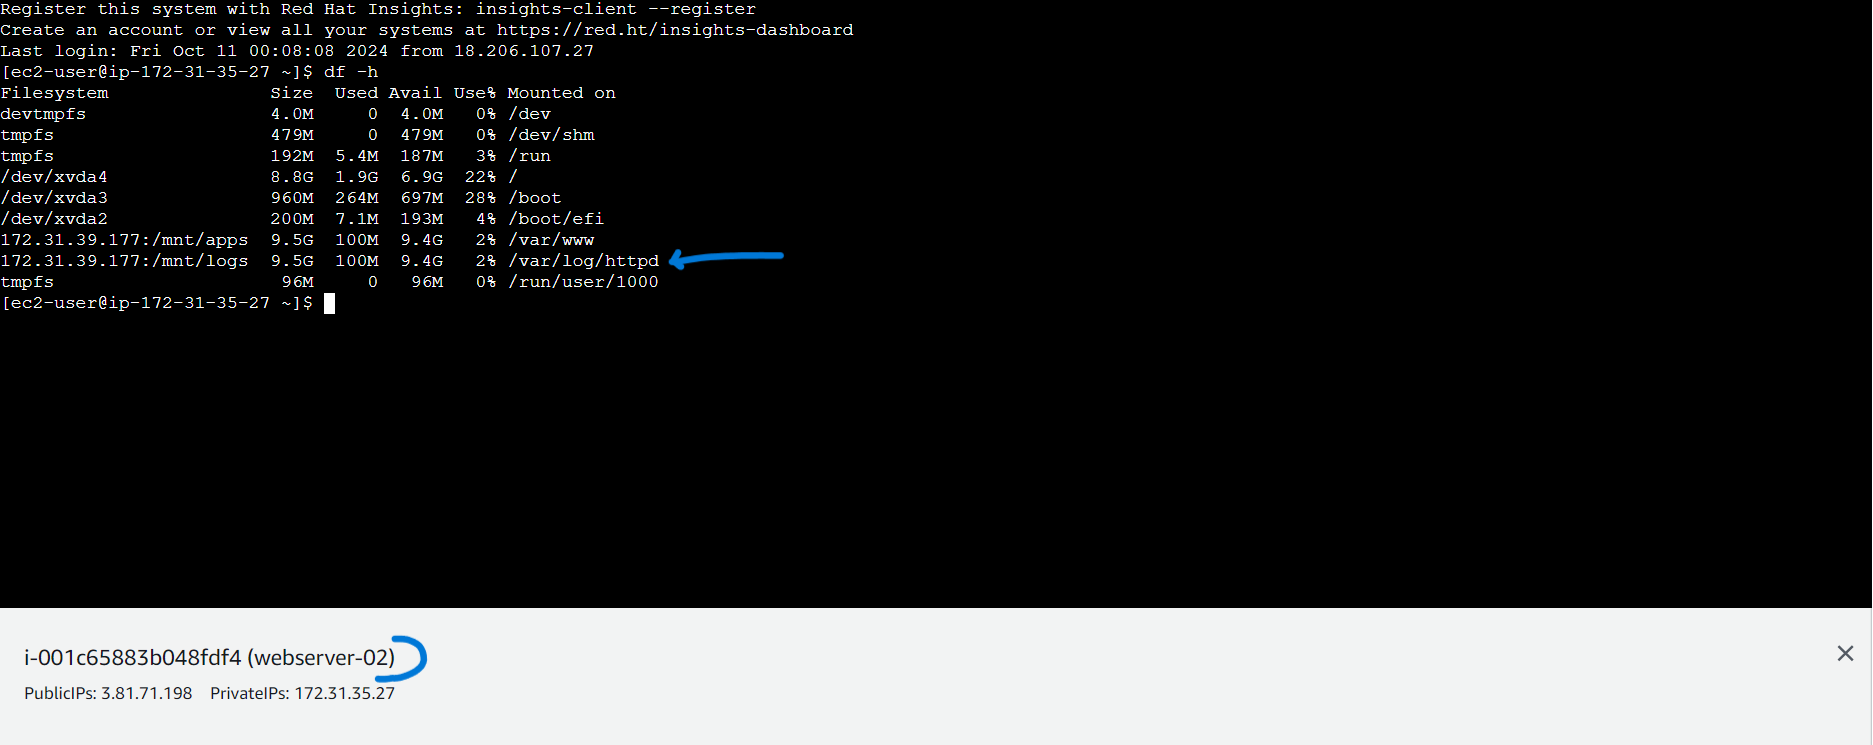 Register this system with Red Hat Insights: insights-client --register
Create an account or view all your systems at https://red.ht/insights-dashboard
Last login: Fri Oct 11 00:08:08 2024 from 18.206.107.27
[ec2-user@ip-172-31-35-27 ~]$ df -h
Filesystem               Size  Used Avail Use% Mounted on
devtmpfs                 4.0M     0  4.0M   0% /dev
tmpfs                    479M     0  479M   0% /dev/shm
tmpfs                    192M  5.4M  187M   3% /run
/dev/xvda4               8.8G  1.9G  6.9G  22% /
/dev/xvda3               960M  264M  697M  28% /boot
/dev/xvda2               200M  7.1M  193M   4% /boot/efi
172.31.39.177:/mnt/apps  9.5G  100M  9.4G   2% /var/www
172.31.39.177:/mnt/logs  9.5G  100M  9.4G   2% /var/log/httpd
tmpfs                     96M     0   96M   0% /run/user/1000
[ec2-user@ip-172-31-35-27 ~]$
i-001c65883b048fdf4 (webserver-02)
PublicIPs: 3.81.71.198 PrivateIPs: 172.31.35.27